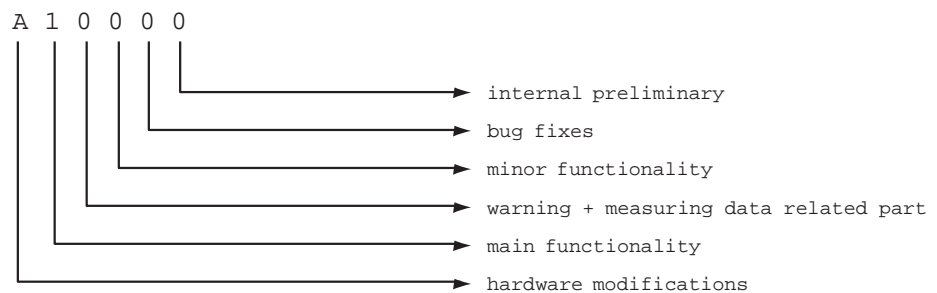 A 1 0 0 0 0
internal preliminary
bug fixes
minor functionality
warning + measuring data related part
main functionality
hardware modifications